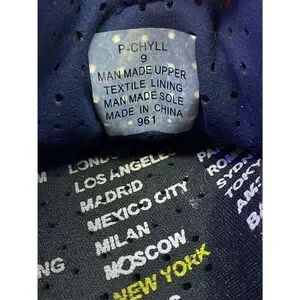 P-CHYLL
9
MAN MADE UPPER
TEXTILE LINING
MAN MADE SOLE
MADE IN CHINA
961
LOS ANGELES
MADRID
MEXICO CITY
MILAN
MOSCOW
NEW YORK